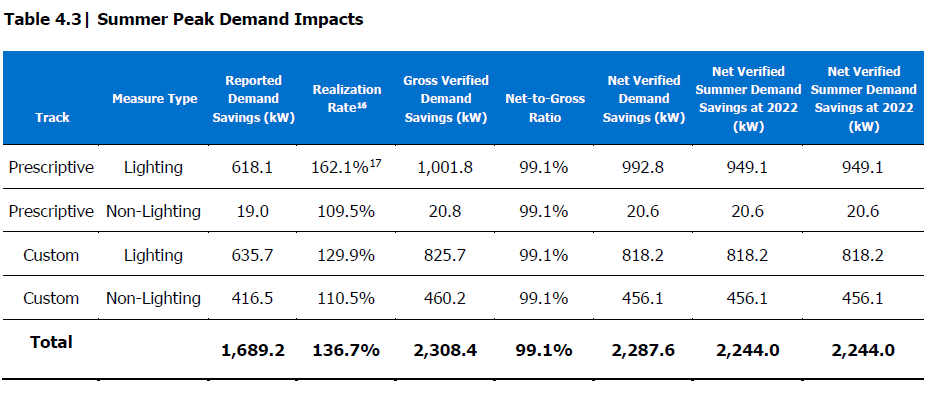 Table 4.3| Summer Peak Demand Impacts
Track Measure Type Reported Demand Savings (kW) Realization Rate16 Gross Verified Demand Savings (kW) Net-to-Gross Ratio Net Verified Demand Savings (kW) Net Verified Summer Demand Savings at 2022 (kW) Net Verified Summer Demand Savings at 2022 (kW)
Prescriptive Lighting 618.1 162.1%17 1,001.8 99.1% 992.8 949.1 949.1
Prescriptive Non-Lighting 19.0 109.5% 20.8 99.1% 20.6 20.6 20.6
Custom Lighting 635.7 129.9% 825.7 99.1% 818.2 818.2 818.2
Custom Non-Lighting 416.5 110.5% 460.2 99.1% 456.1 456.1 456.1
Total 1,689.2 136.7% 2,308.4 99.1% 2,287.6 2,244.0 2,244.0